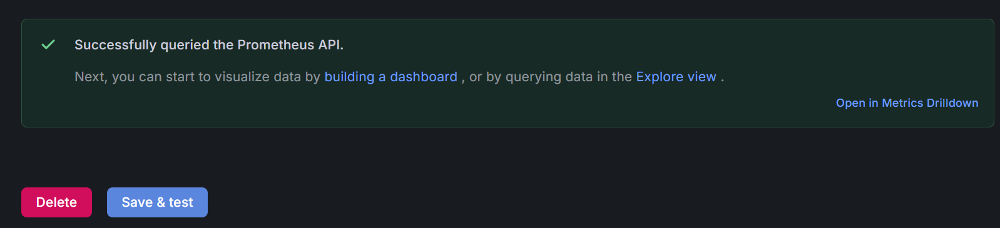 Successfully queried the Prometheus API.
Next, you can start to visualize data by building a dashboard , or by querying data in the Explore view .
Open in Metrics Drilldown
Delete
Save & test